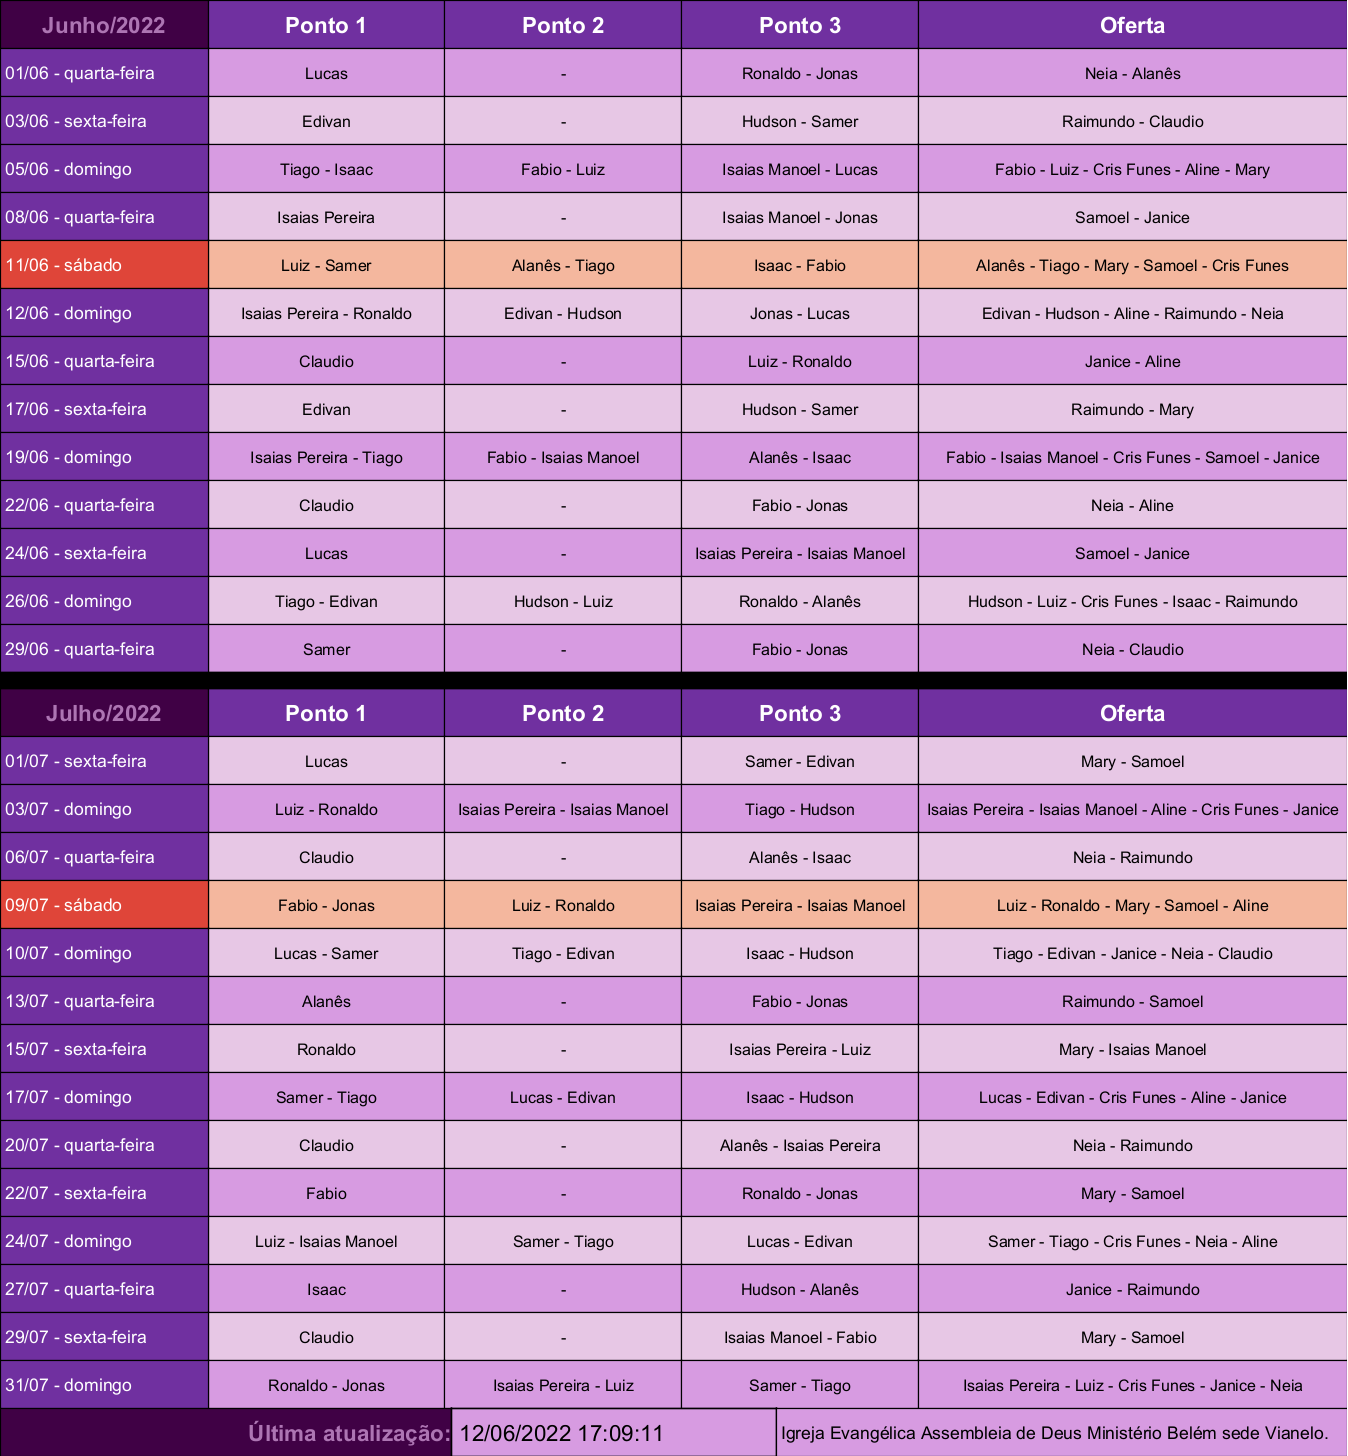 Junho/2022 Ponto 1 Ponto 2 Ponto 3 Oferta
01/06 - quarta-feira Lucas - Ronaldo - Jonas Neia - Alanês
03/06 - sexta-feira Edivan - Hudson - Samer Raimundo - Claudio
05/06 - domingo Tiago - Isaac Fabio - Luiz Isaias Manoel - Lucas Fabio - Luiz - Cris Funes - Aline - Mary
08/06 - quarta-feira Isaias Pereira - Isaias Manoel - Jonas Samoel - Janice
11/06 - sábado Luiz - Samer Alanês - Tiago Isaac - Fabio Alanês - Tiago - Mary - Samoel - Cris Funes
12/06 - domingo Isaias Pereira - Ronaldo Edivan - Hudson Jonas - Lucas Edivan - Hudson - Aline - Raimundo - Neia
15/06 - quarta-feira Claudio - Luiz - Ronaldo Janice - Aline
17/06 - sexta-feira Edivan - Hudson - Samer Raimundo - Mary
19/06 - domingo Isaias Pereira - Tiago Fabio - Isaias Manoel Alanês - Isaac Fabio - Isaias Manoel - Cris Funes - Samoel - Janice
22/06 - quarta-feira Claudio - Fabio - Jonas Neia - Aline
24/06 - sexta-feira Lucas - Isaias Pereira - Isaias Manoel Samoel - Janice
26/06 - domingo Tiago - Edivan Hudson - Luiz Ronaldo - Alanês Hudson - Luiz - Cris Funes - Isaac - Raimundo
29/06 - quarta-feira Samer - Fabio - Jonas Neia - Claudio
Julho/2022 Ponto 1 Ponto 2 Ponto 3 Oferta
01/07 - sexta-feira Lucas - Samer - Edivan Mary - Samoel
03/07 - domingo Luiz - Ronaldo Isaias Pereira - Isaias Manoel Tiago - Hudson Isaias Pereira - Isaias Manoel - Aline - Cris Funes - Janice
06/07 - quarta-feira Claudio - Alanês - Isaac Neia - Raimundo
09/07 - sábado Fabio - Jonas Luiz - Ronaldo Isaias Pereira - Isaias Manoel Luiz - Ronaldo - Mary - Samoel - Aline
10/07 - domingo Lucas - Samer Tiago - Edivan Isaac - Hudson Tiago - Edivan - Janice - Neia - Claudio
13/07 - quarta-feira Alanês - Fabio - Jonas Raimundo - Samoel
15/07 - sexta-feira Ronaldo - Isaias Pereira - Luiz Mary - Isaias Manoel
17/07 - domingo Samer - Tiago Lucas - Edivan Isaac - Hudson Lucas - Edivan - Cris Funes - Aline - Janice
20/07 - quarta-feira Claudio - Alanês - Isaias Pereira Neia - Raimundo
22/07 - sexta-feira Fabio - Ronaldo - Jonas Mary - Samoel
24/07 - domingo Luiz - Isaias Manoel Samer - Tiago Lucas - Edivan Samer - Tiago - Cris Funes - Neia - Aline
27/07 - quarta-feira Isaac - Hudson - Alanês Janice - Raimundo
29/07 - sexta-feira Claudio - Isaias Manoel - Fabio Mary - Samoel
31/07 - domingo Ronaldo - Jonas Isaias Pereira - Luiz Samer - Tiago Isaias Pereira - Luiz - Cris Funes - Janice - Neia
Última atualização: 12/06/2022 17:09:11 Igreja Evangélica Assembleia de Deus Ministério Belém sede Vianelo.